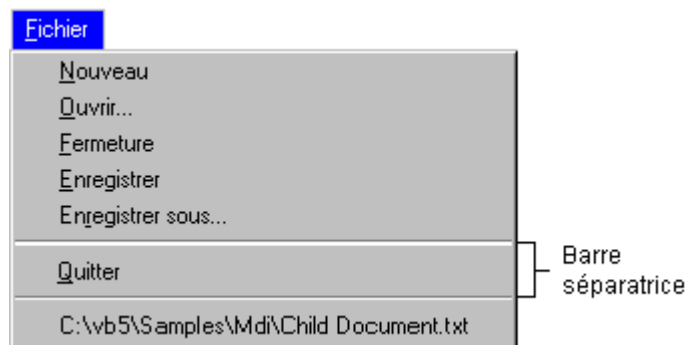 Fichier
Nouveau
Ouvrir...
Fermeture
Enregistrer
Enregistrer sous...
Quitter
Barre
séparatrice
C:\vb5\Samples\Mdi\Child Document.txt